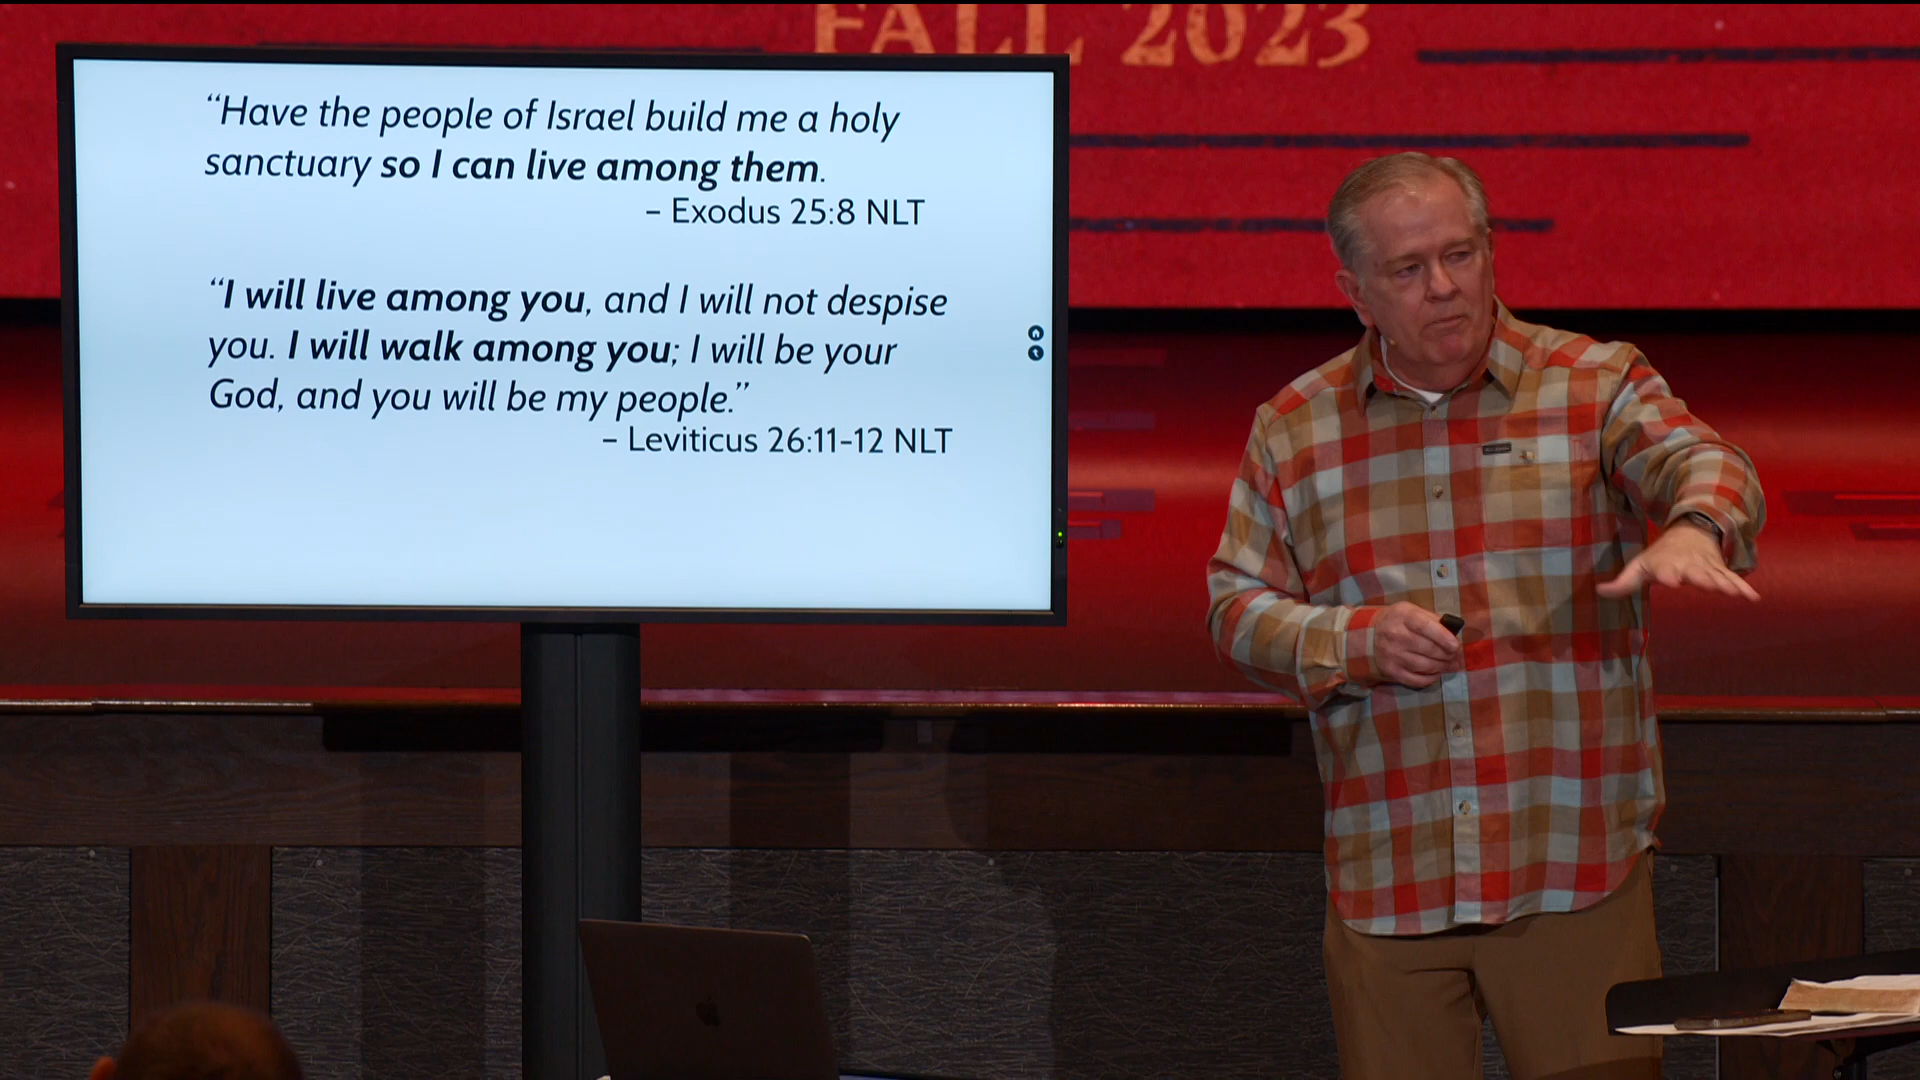 FALL 2023
“Have the people of Israel build me a holy
sanctuary so I can live among them.
– Exodus 25:8 NLT
“I will live among you, and I will not despise
you. I will walk among you; I will be your
God, and you will be my people.”
– Leviticus 26:11-12 NLT